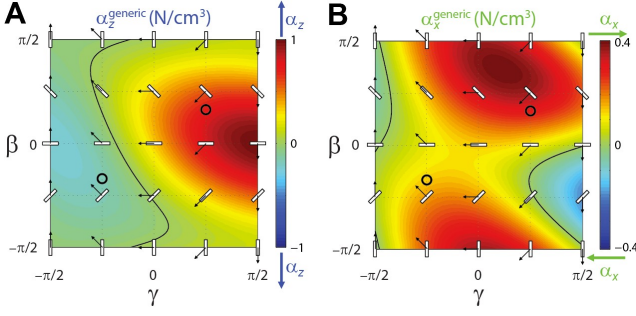 A
α_z^generic (N/cm³)
α_z
π/2
β
0
−π/2
1
0
−1
−π/2
0
π/2
γ
α_z
B
α_x^generic (N/cm³)
α_x
π/2
β
0
−π/2
0.4
0
−0.4
−π/2
0
π/2
γ
α_x